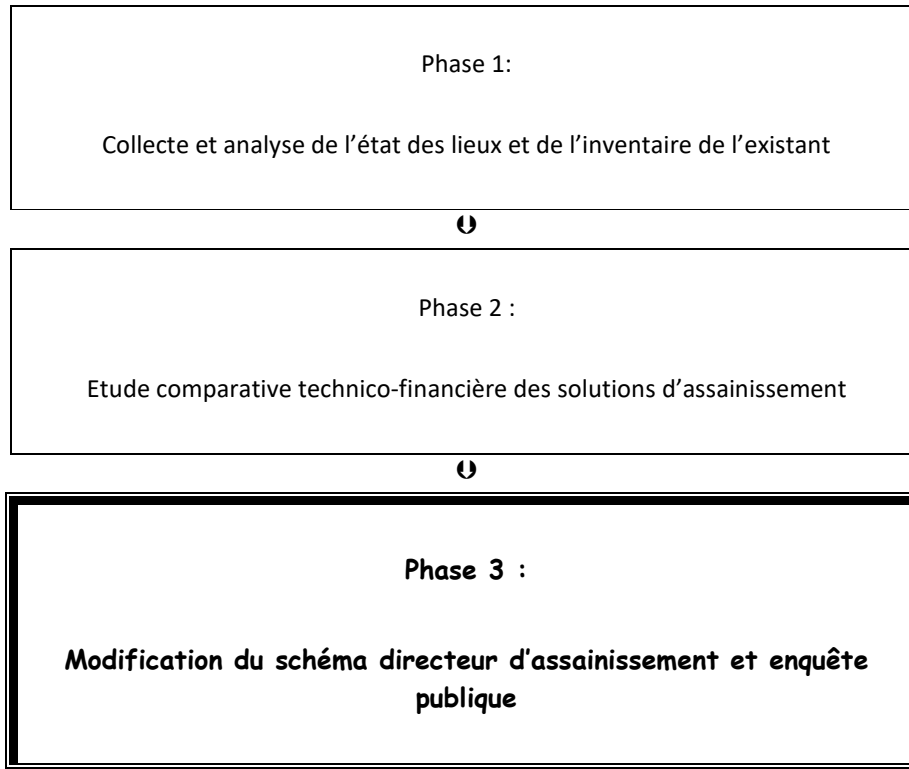 Phase 1:
Collecte et analyse de l’état des lieux et de l’inventaire de l’existant
Phase 2 :
Etude comparative technico-financière des solutions d’assainissement
Phase 3 :
Modification du schéma directeur d’assainissement et enquête
publique